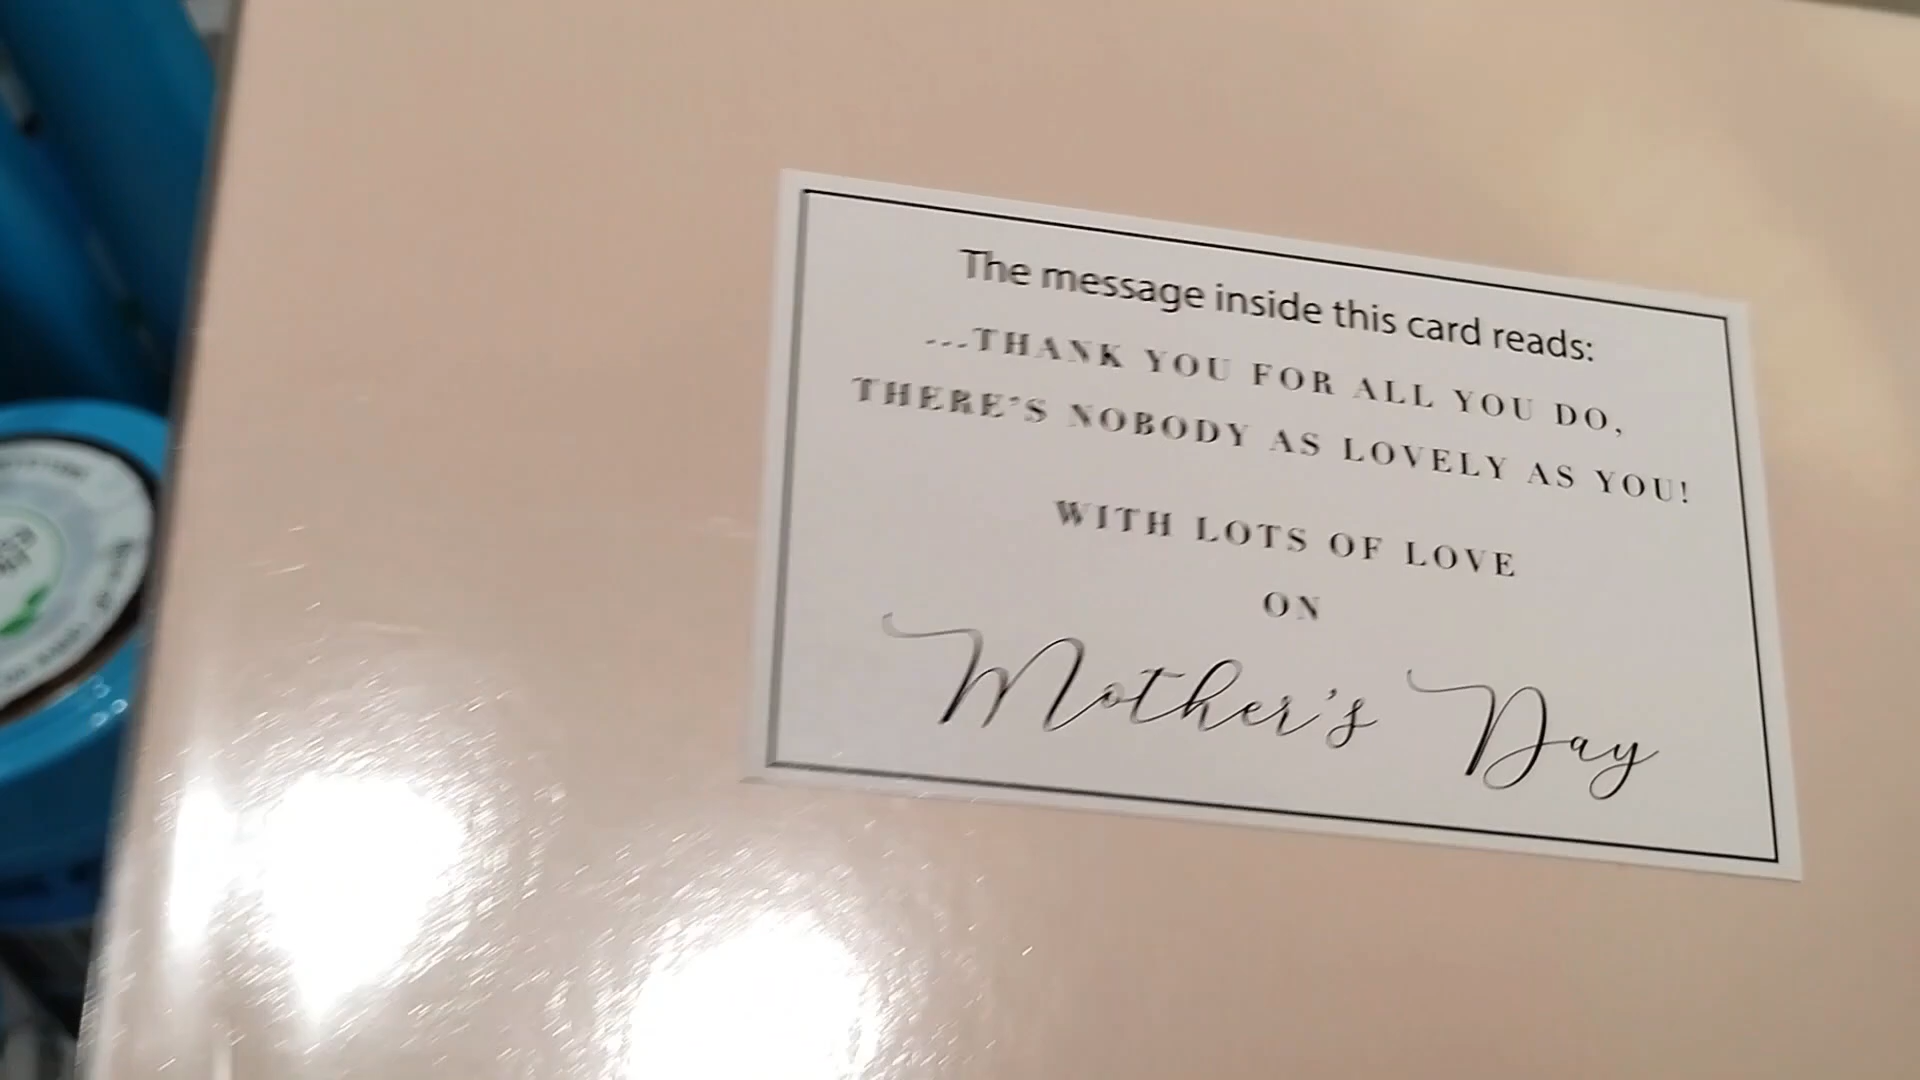 The message inside this card reads:
...THANK YOU FOR ALL YOU DO,
THERE'S NOBODY AS LOVELY AS YOU!
WITH LOTS OF LOVE
ON
Mother's Day